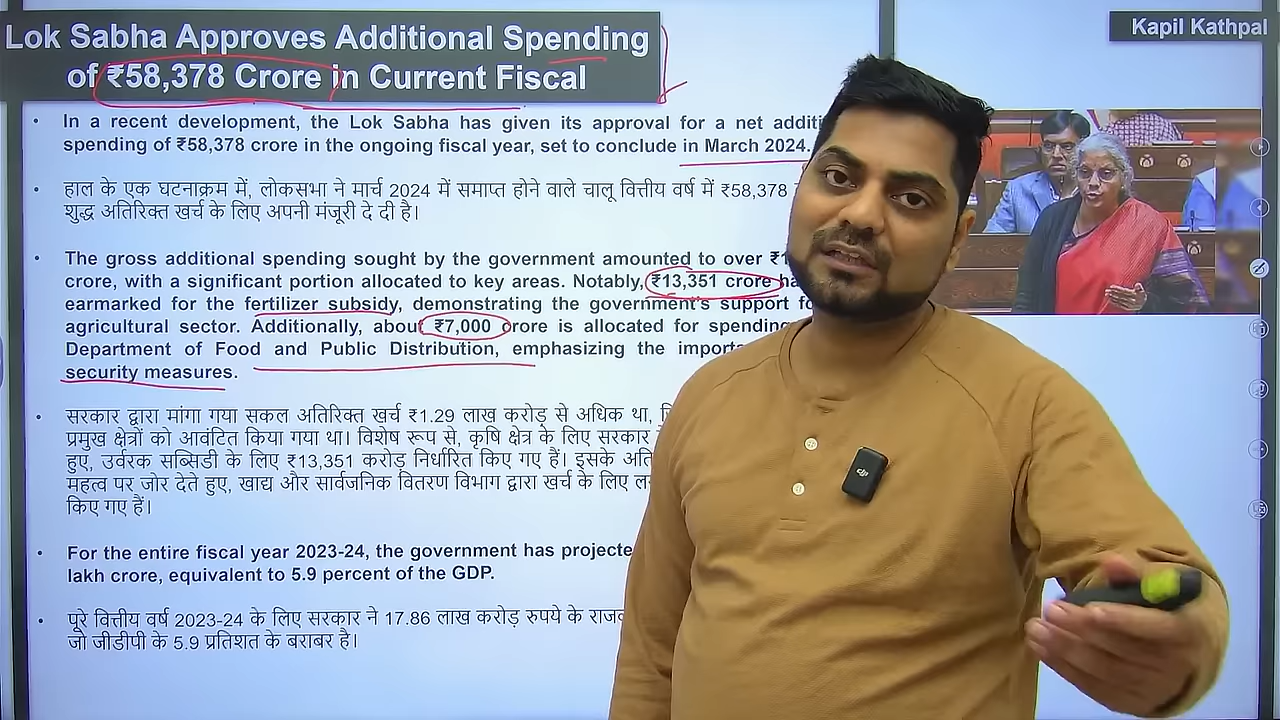 Lok Sabha Approves Additional Spending
of ₹58,378 Crore in Current Fiscal
Kapil Kathpal
• In a recent development, the Lok Sabha has given its approval for a net
spending of ₹58,378 crore in the ongoing fiscal year, set to conclude in March 2024.
• हाल के एक घटनाक्रम में, लोकसभा ने मार्च 2024 में समाप्त होने वाले चालू वित्तीय वर्ष में ₹58,378
शुद्ध अतिरिक्त खर्च के लिए अपनी मंजूरी दे दी है।
• The gross additional spending sought by the government amounted to over
crore, with a significant portion allocated to key areas. Notably, ₹13,351 crore
earmarked for the fertilizer subsidy, demonstrating the government's support
agricultural sector. Additionally, about ₹7,000 crore is allocated for spending
Department of Food and Public Distribution, emphasizing the
security measures.
• सरकार द्वारा मांगा गया सकल अतिरिक्त खर्च ₹1.29 लाख करोड़ से अधिक था,
प्रमुख क्षेत्रों को आवंटित किया गया था। विशेष रूप से, कृषि क्षेत्र के लिए सरकार
हुए, उर्वरक सब्सिडी के लिए ₹13,351 करोड़ निर्धारित किए गए हैं। इसके
महत्व पर जोर देते हुए, खाद्य और सार्वजनिक वितरण विभाग द्वारा खर्च के लिए
किए गए हैं।
• For the entire fiscal year 2023-24, the government has
lakh crore, equivalent to 5.9 percent of the GDP.
• पूरे वित्तीय वर्ष 2023-24 के लिए सरकार ने 17.86 लाख करोड़ रुपये के
जो जीडीपी के 5.9 प्रतिशत के बराबर है।
dji